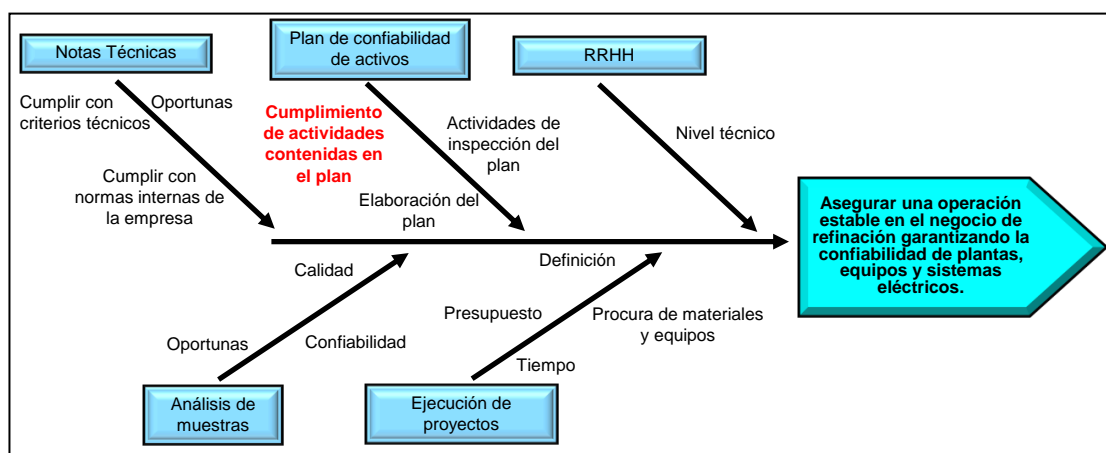 Notas Técnicas
Plan de confiabilidad
de activos
RRHH
Cumplir con
criterios técnicos
Oportunas
Cumplimiento
de actividades
contenidas en
el plan
Actividades de
inspección del
plan
Nivel técnico
Cumplir con
normas internas de
la empresa
Elaboración del
plan
Asegurar una operación
estable en el negocio de
refinación garantizando la
confiabilidad de plantas,
equipos y sistemas
eléctricos.
Calidad
Definición
Oportunas
Confiabilidad
Presupuesto
Procura de materiales
y equipos
Tiempo
Análisis de
muestras
Ejecución de
proyectos